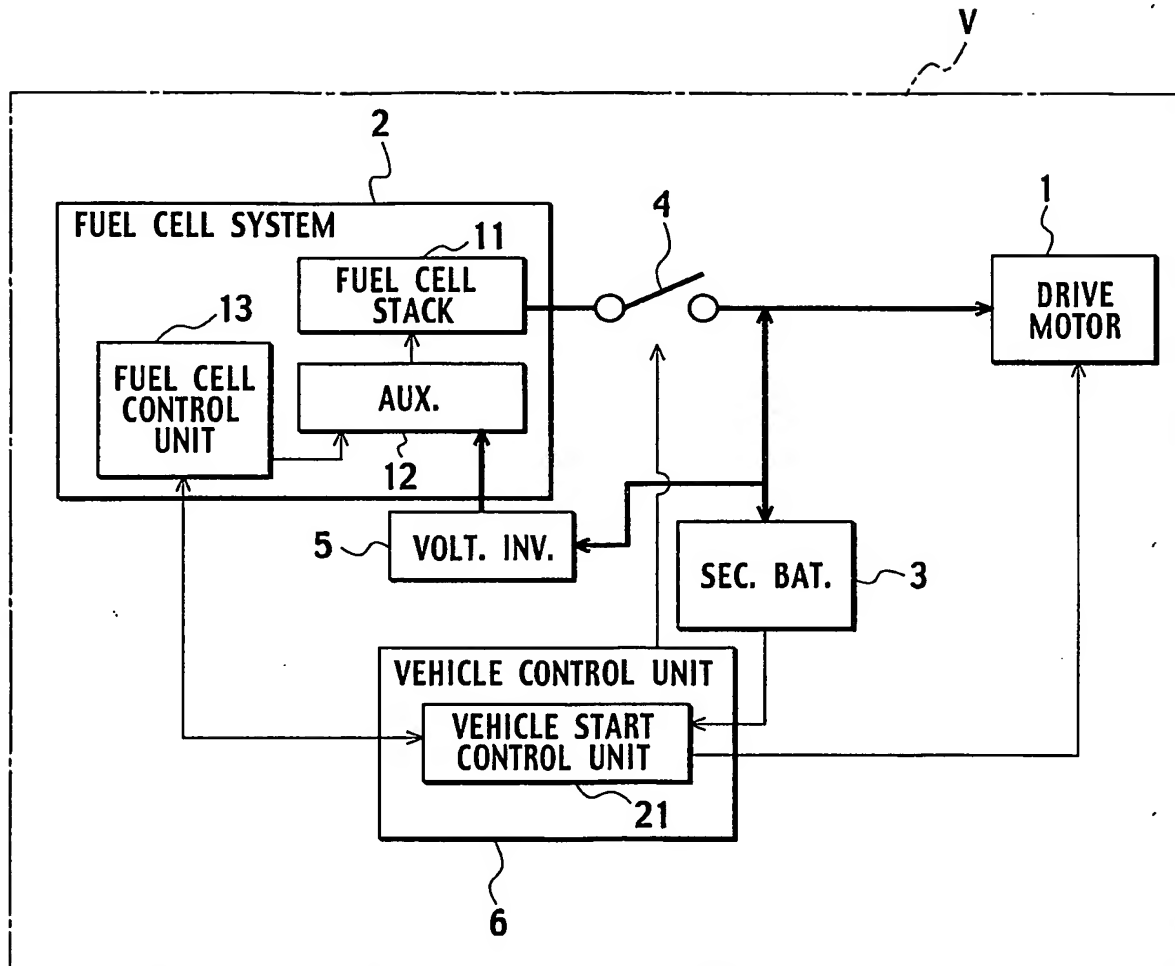 V
2
FUEL CELL SYSTEM
11
FUEL CELL
STACK
13
FUEL CELL
CONTROL
UNIT
AUX.
12
4
1
DRIVE
MOTOR
5
VOLT. INV.
SEC. BAT.
3
VEHICLE CONTROL UNIT
VEHICLE START
CONTROL UNIT
21
6